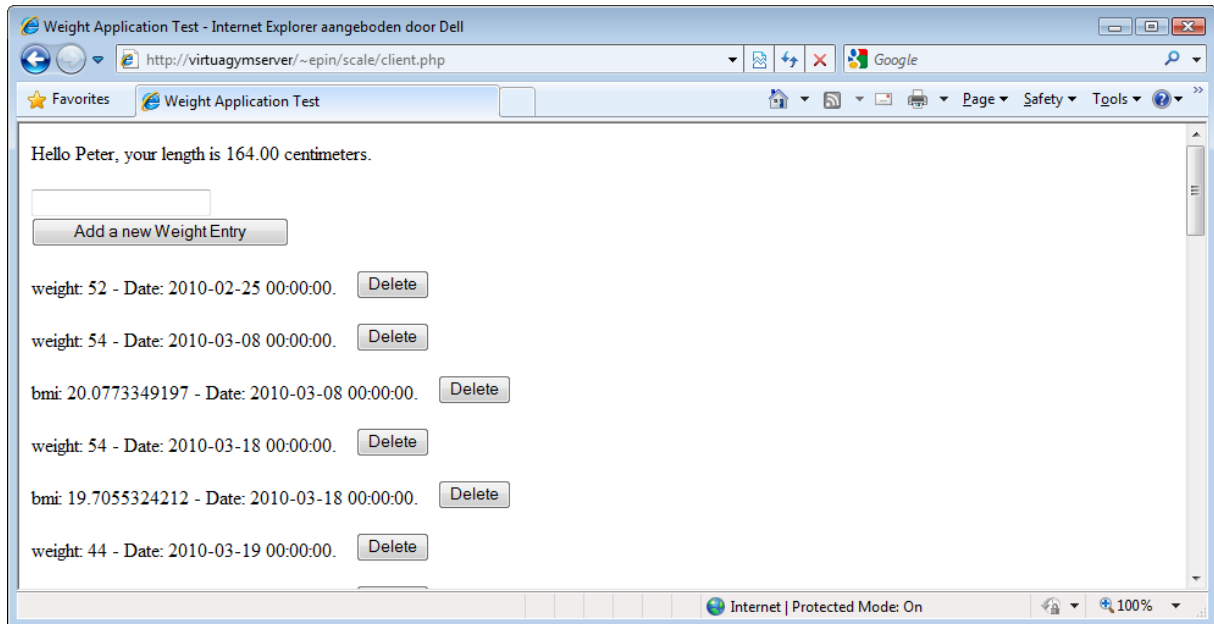 Weight Application Test - Internet Explorer aangeboden door Dell
http://virtuagymserver/~epin/scale/client.php
Google
Favorites Weight Application Test Page Safety Tools
Hello Peter, your length is 164.00 centimeters.
Add a new Weight Entry
weight: 52 - Date: 2010-02-25 00:00:00. Delete
weight: 54 - Date: 2010-03-08 00:00:00. Delete
bmi: 20.0773349197 - Date: 2010-03-08 00:00:00. Delete
weight: 54 - Date: 2010-03-18 00:00:00. Delete
bmi: 19.7055324212 - Date: 2010-03-18 00:00:00. Delete
weight: 44 - Date: 2010-03-19 00:00:00. Delete
Internet | Protected Mode: On 100%